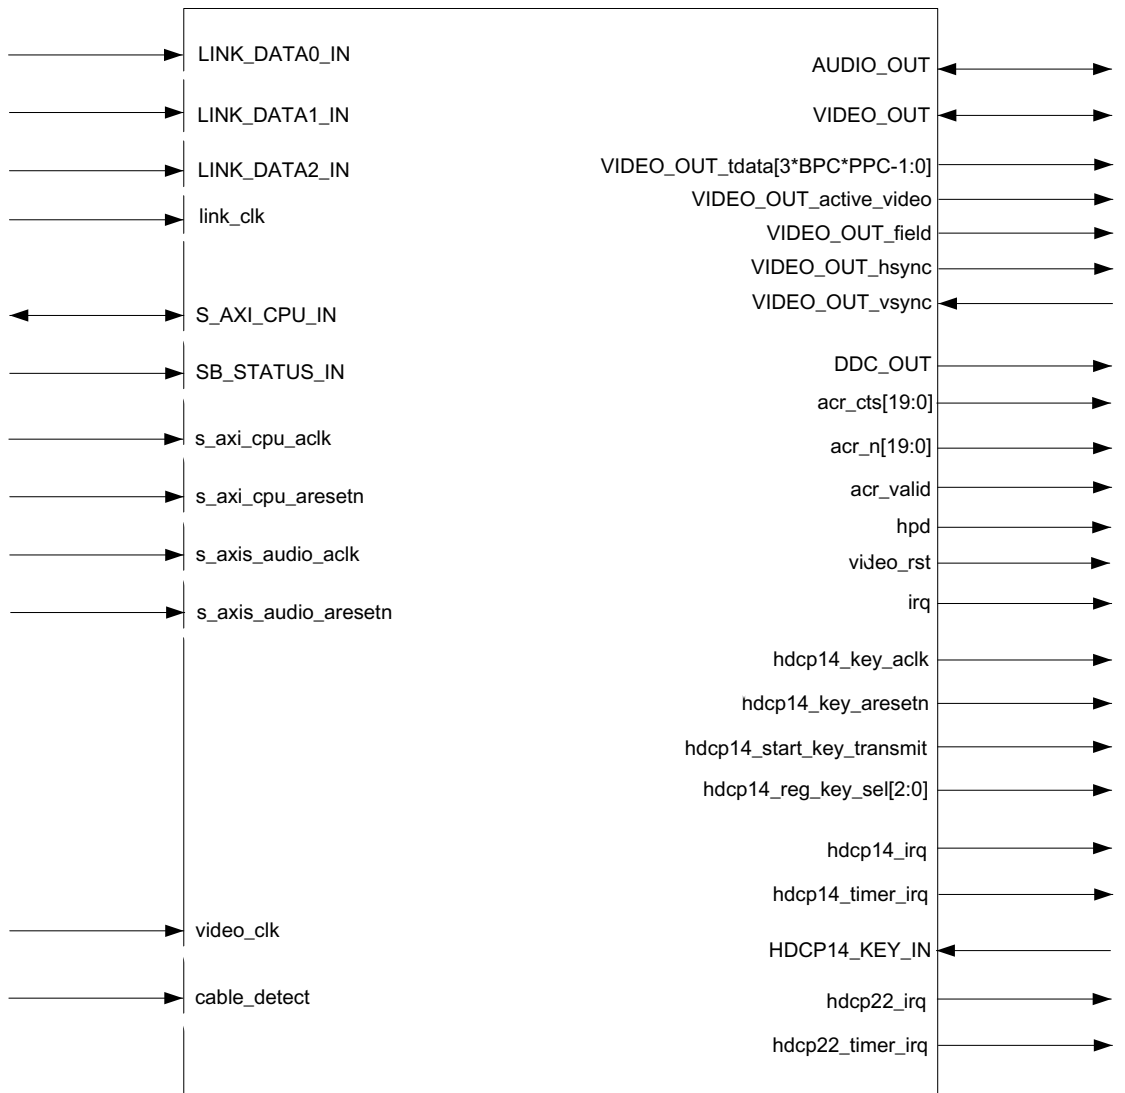 LINK_DATA0_IN
LINK_DATA1_IN
LINK_DATA2_IN
link_clk
S_AXI_CPU_IN
SB_STATUS_IN
s_axi_cpu_aclk
s_axi_cpu_aresetn
s_axis_audio_aclk
s_axis_audio_aresetn
video_clk
cable_detect
AUDIO_OUT
VIDEO_OUT
VIDEO_OUT_tdata[3*BPC*PPC-1:0]
VIDEO_OUT_active_video
VIDEO_OUT_field
VIDEO_OUT_hsync
VIDEO_OUT_vsync
DDC_OUT
acr_cts[19:0]
acr_n[19:0]
acr_valid
hpd
video_rst
irq
hdcp14_key_aclk
hdcp14_key_aresetn
hdcp14_start_key_transmit
hdcp14_reg_key_sel[2:0]
hdcp14_irq
hdcp14_timer_irq
HDCP14_KEY_IN
hdcp22_irq
hdcp22_timer_irq